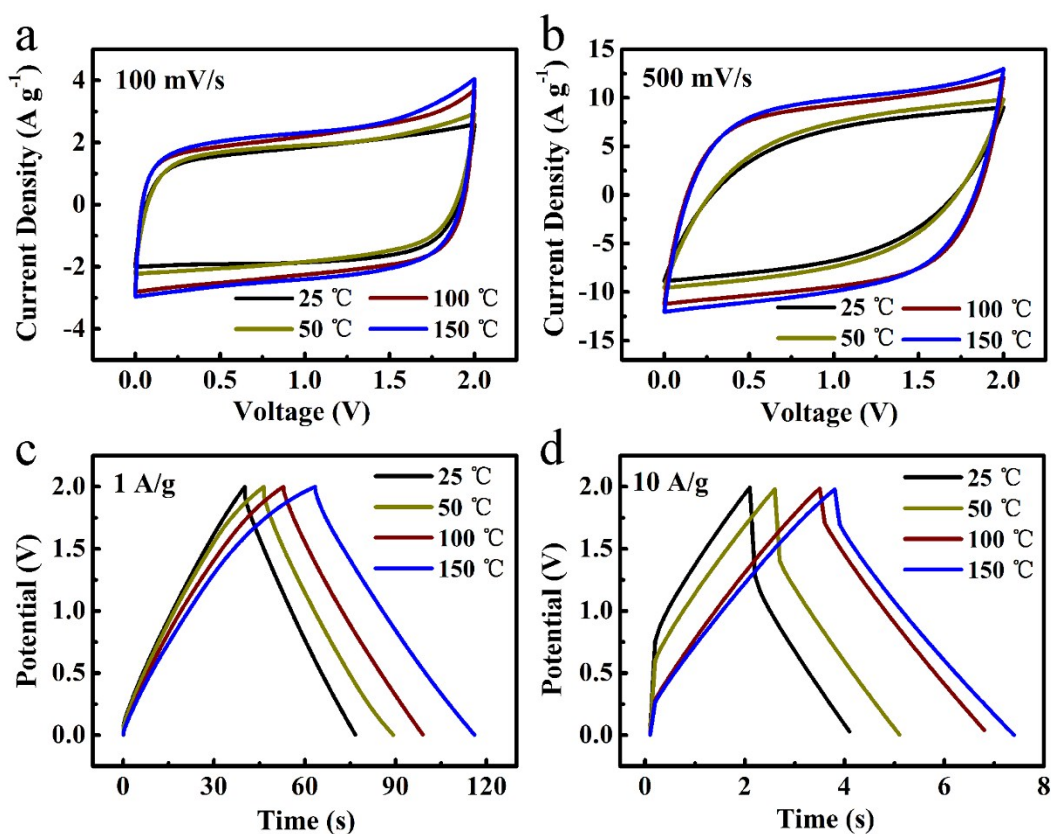 a
100 mV/s
Current Density (A g⁻¹)
4
2
0
-2
-4
25 ℃
100 ℃
50 ℃
150 ℃
0.0 0.5 1.0 1.5 2.0
Voltage (V)
b
500 mV/s
Current Density (A g⁻¹)
15
10
5
0
-5
-10
-15
25 ℃
100 ℃
50 ℃
150 ℃
0.0 0.5 1.0 1.5 2.0
Voltage (V)
c
1 A/g
Potential (V)
2.0
1.5
1.0
0.5
0.0
25 ℃
50 ℃
100 ℃
150 ℃
0 30 60 90 120
Time (s)
d
10 A/g
Potential (V)
2.0
1.5
1.0
0.5
0.0
25 ℃
50 ℃
100 ℃
150 ℃
0 2 4 6 8
Time (s)